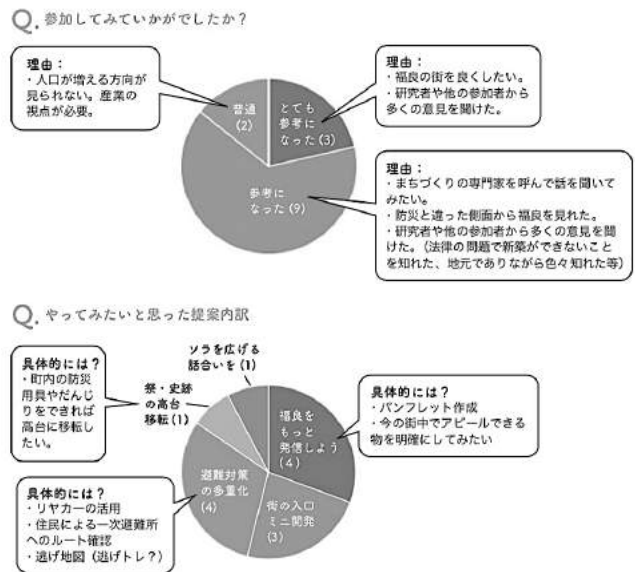 Q. 参加してみていかがでしたか？
理由：
・人口が増える方向が
見られない。産業の
視点が必要。
普通
(2)
とても
参考に
なった(3)
理由：
・福良の街を良くしたい。
・研究者や他の参加者から
多くの意見を聞けた。
参考に
なった(9)
理由：
・まちづくりの専門家を呼んで話を聞いて
みたい。
・防災と違った側面から福良を見れた。
・研究者や他の参加者から多くの意見を聞
けた。（法律の問題で新築ができないこと
を知れた、地元でありながら色々知れた等）
Q. やってみたいと思った提案内訳
具体的には？
・町内の防災
用具やだんじ
りをできれば
高台に移転し
たい。
祭・史跡
の高台
移転(1)
ソラを広げる
話合いを(1)
福良を
もっと
発信しよう
(4)
具体的には？
・パンフレット作成
・今の街中でアピールできる
物を明確にしてみたい
避難対策
の多重化
(4)
街の入口
ミニ開発
(3)
具体的には？
・リヤカーの活用
・住民による一次避難所
へのルート確認
・逃げ地図（逃げトレ？）